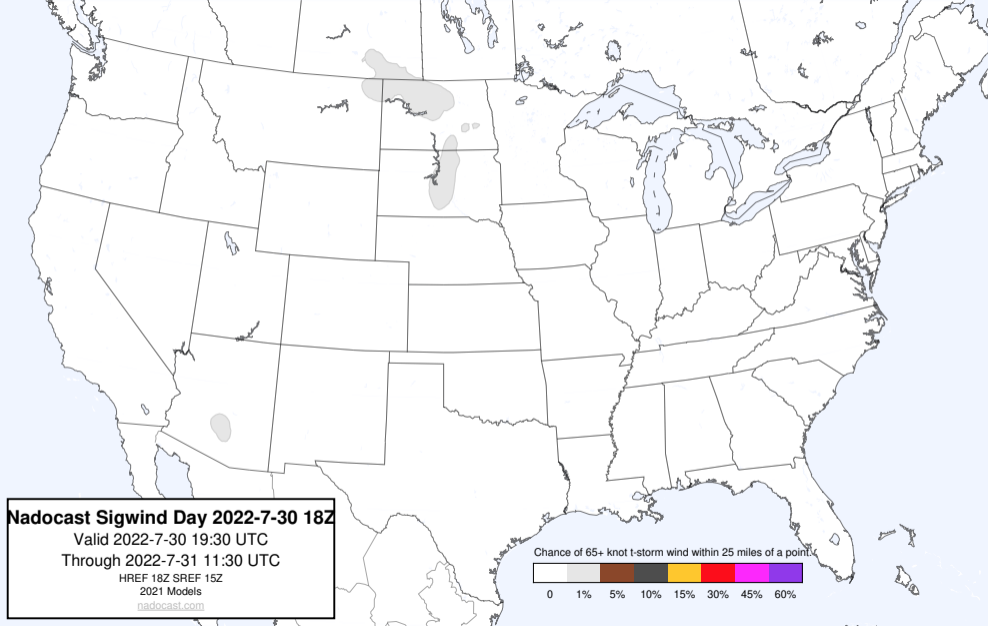 Nadocast Sigwind Day 2022-7-30 18Z
Valid 2022-7-30 19:30 UTC
Through 2022-7-31 11:30 UTC
HREF 18Z SREF 15Z
2021 Models
nadocast.com
Chance of 65+ knot t-storm wind within 25 miles of a point.
0 1% 5% 10% 15% 30% 45% 60%